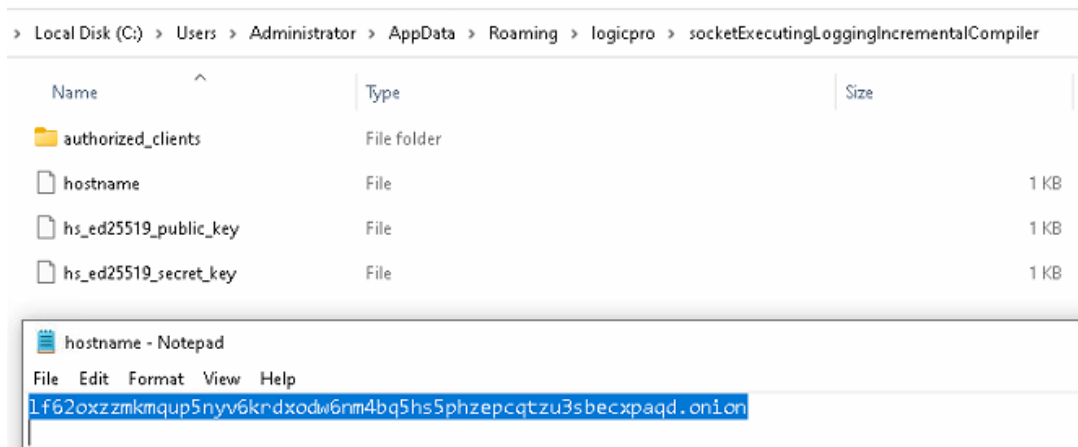 > Local Disk (C:) > Users > Administrator > AppData > Roaming > logicpro > socketExecutingLoggingIncrementalCompiler
Name Type Size
authorized_clients File folder
hostname File 1 KB
hs_ed25519_public_key File 1 KB
hs_ed25519_secret_key File 1 KB
hostname - Notepad
File Edit Format View Help
lf62oxzzmkmqup5nyv6krdxodw6nm4bq5hs5phzepcqtzu3sbecxpaqd.onion